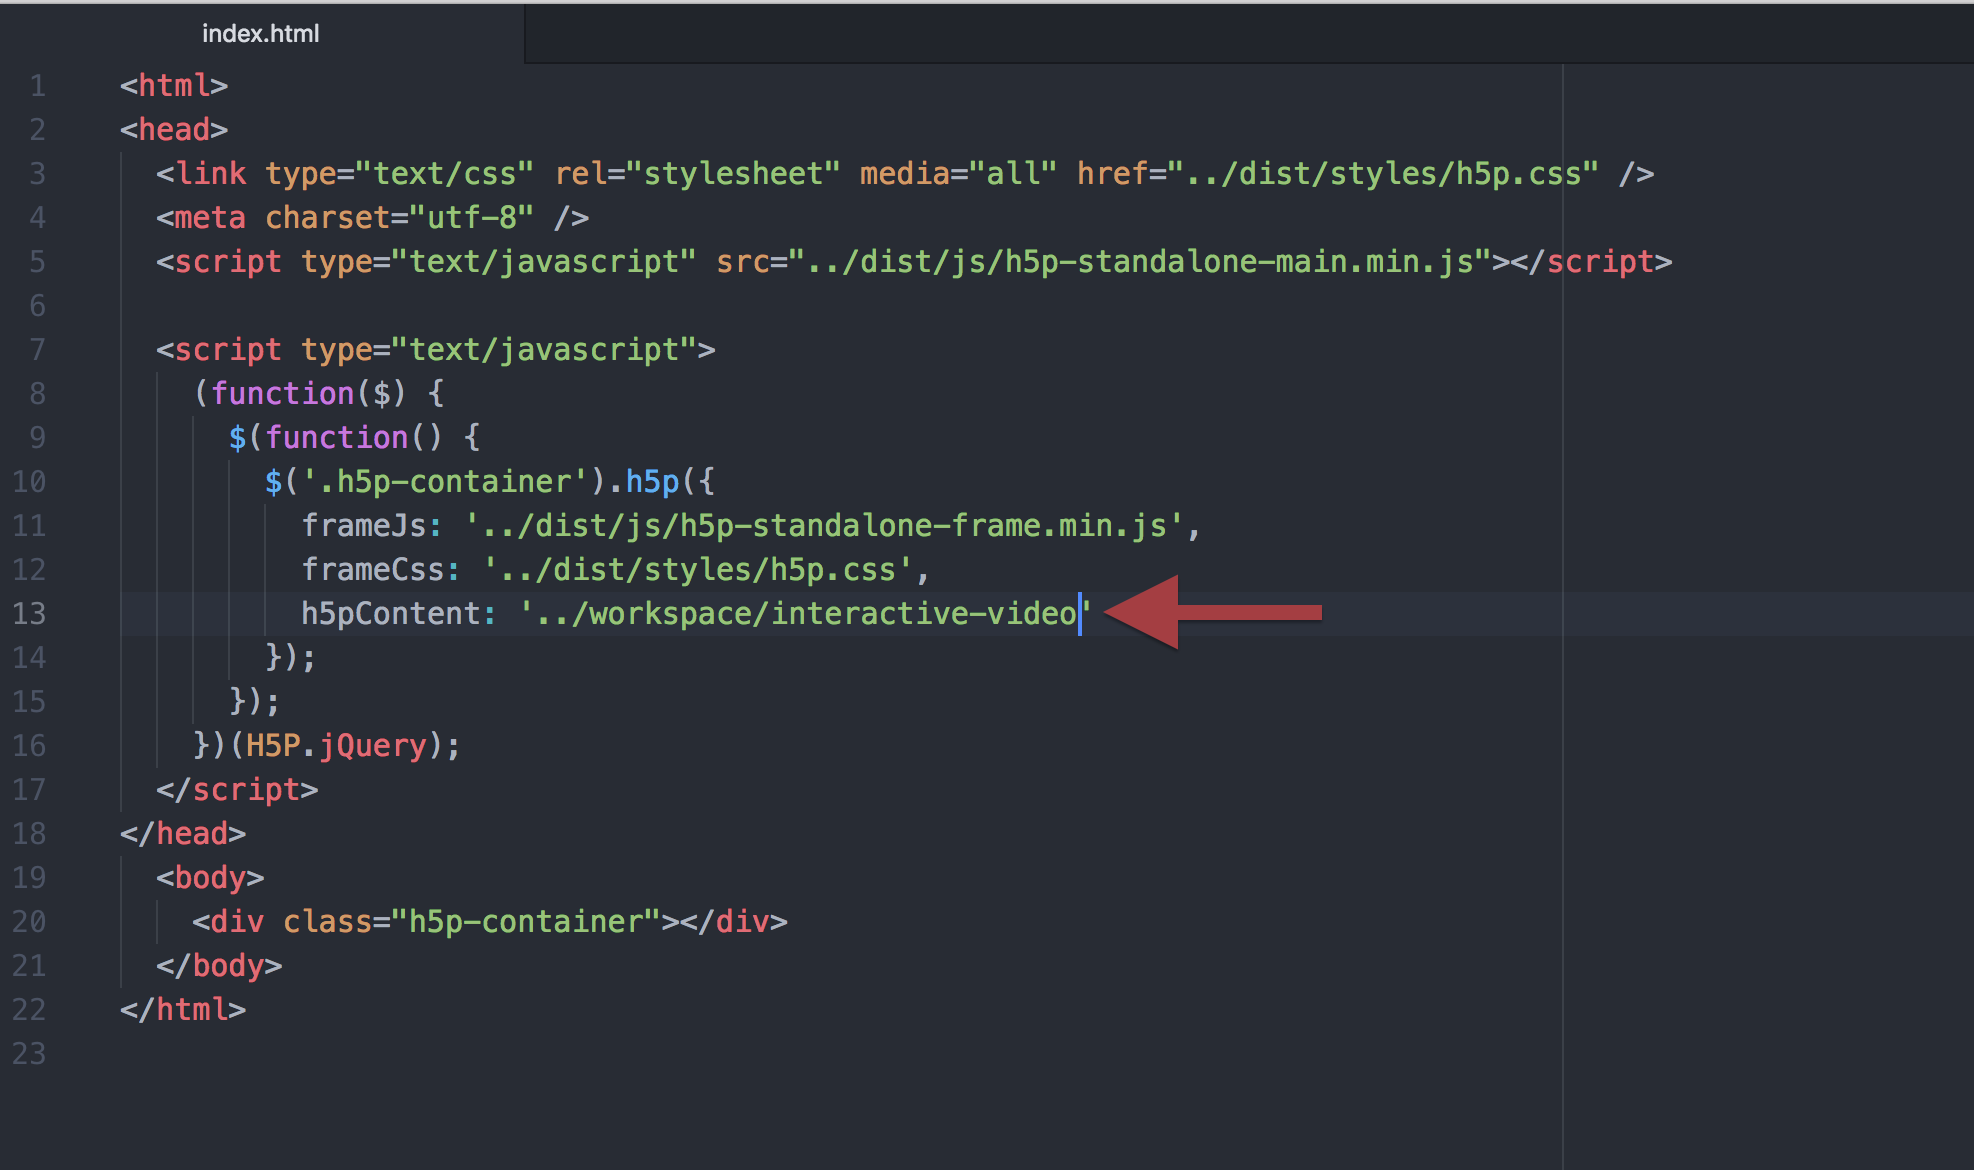 index.html
1 <html>
2 <head>
3   <link type="text/css" rel="stylesheet" media="all" href="../dist/styles/h5p.css" />
4   <meta charset="utf-8" />
5   <script type="text/javascript" src="../dist/js/h5p-standalone-main.min.js"></script>
6
7   <script type="text/javascript">
8     (function($) {
9       $(function() {
10         $('.h5p-container').h5p({
11           frameJs: '../dist/js/h5p-standalone-frame.min.js',
12           frameCss: '../dist/styles/h5p.css',
13           h5pContent: '../workspace/interactive-video'
14         });
15       });
16     })(H5P.jQuery);
17   </script>
18 </head>
19   <body>
20     <div class="h5p-container"></div>
21   </body>
22 </html>
23